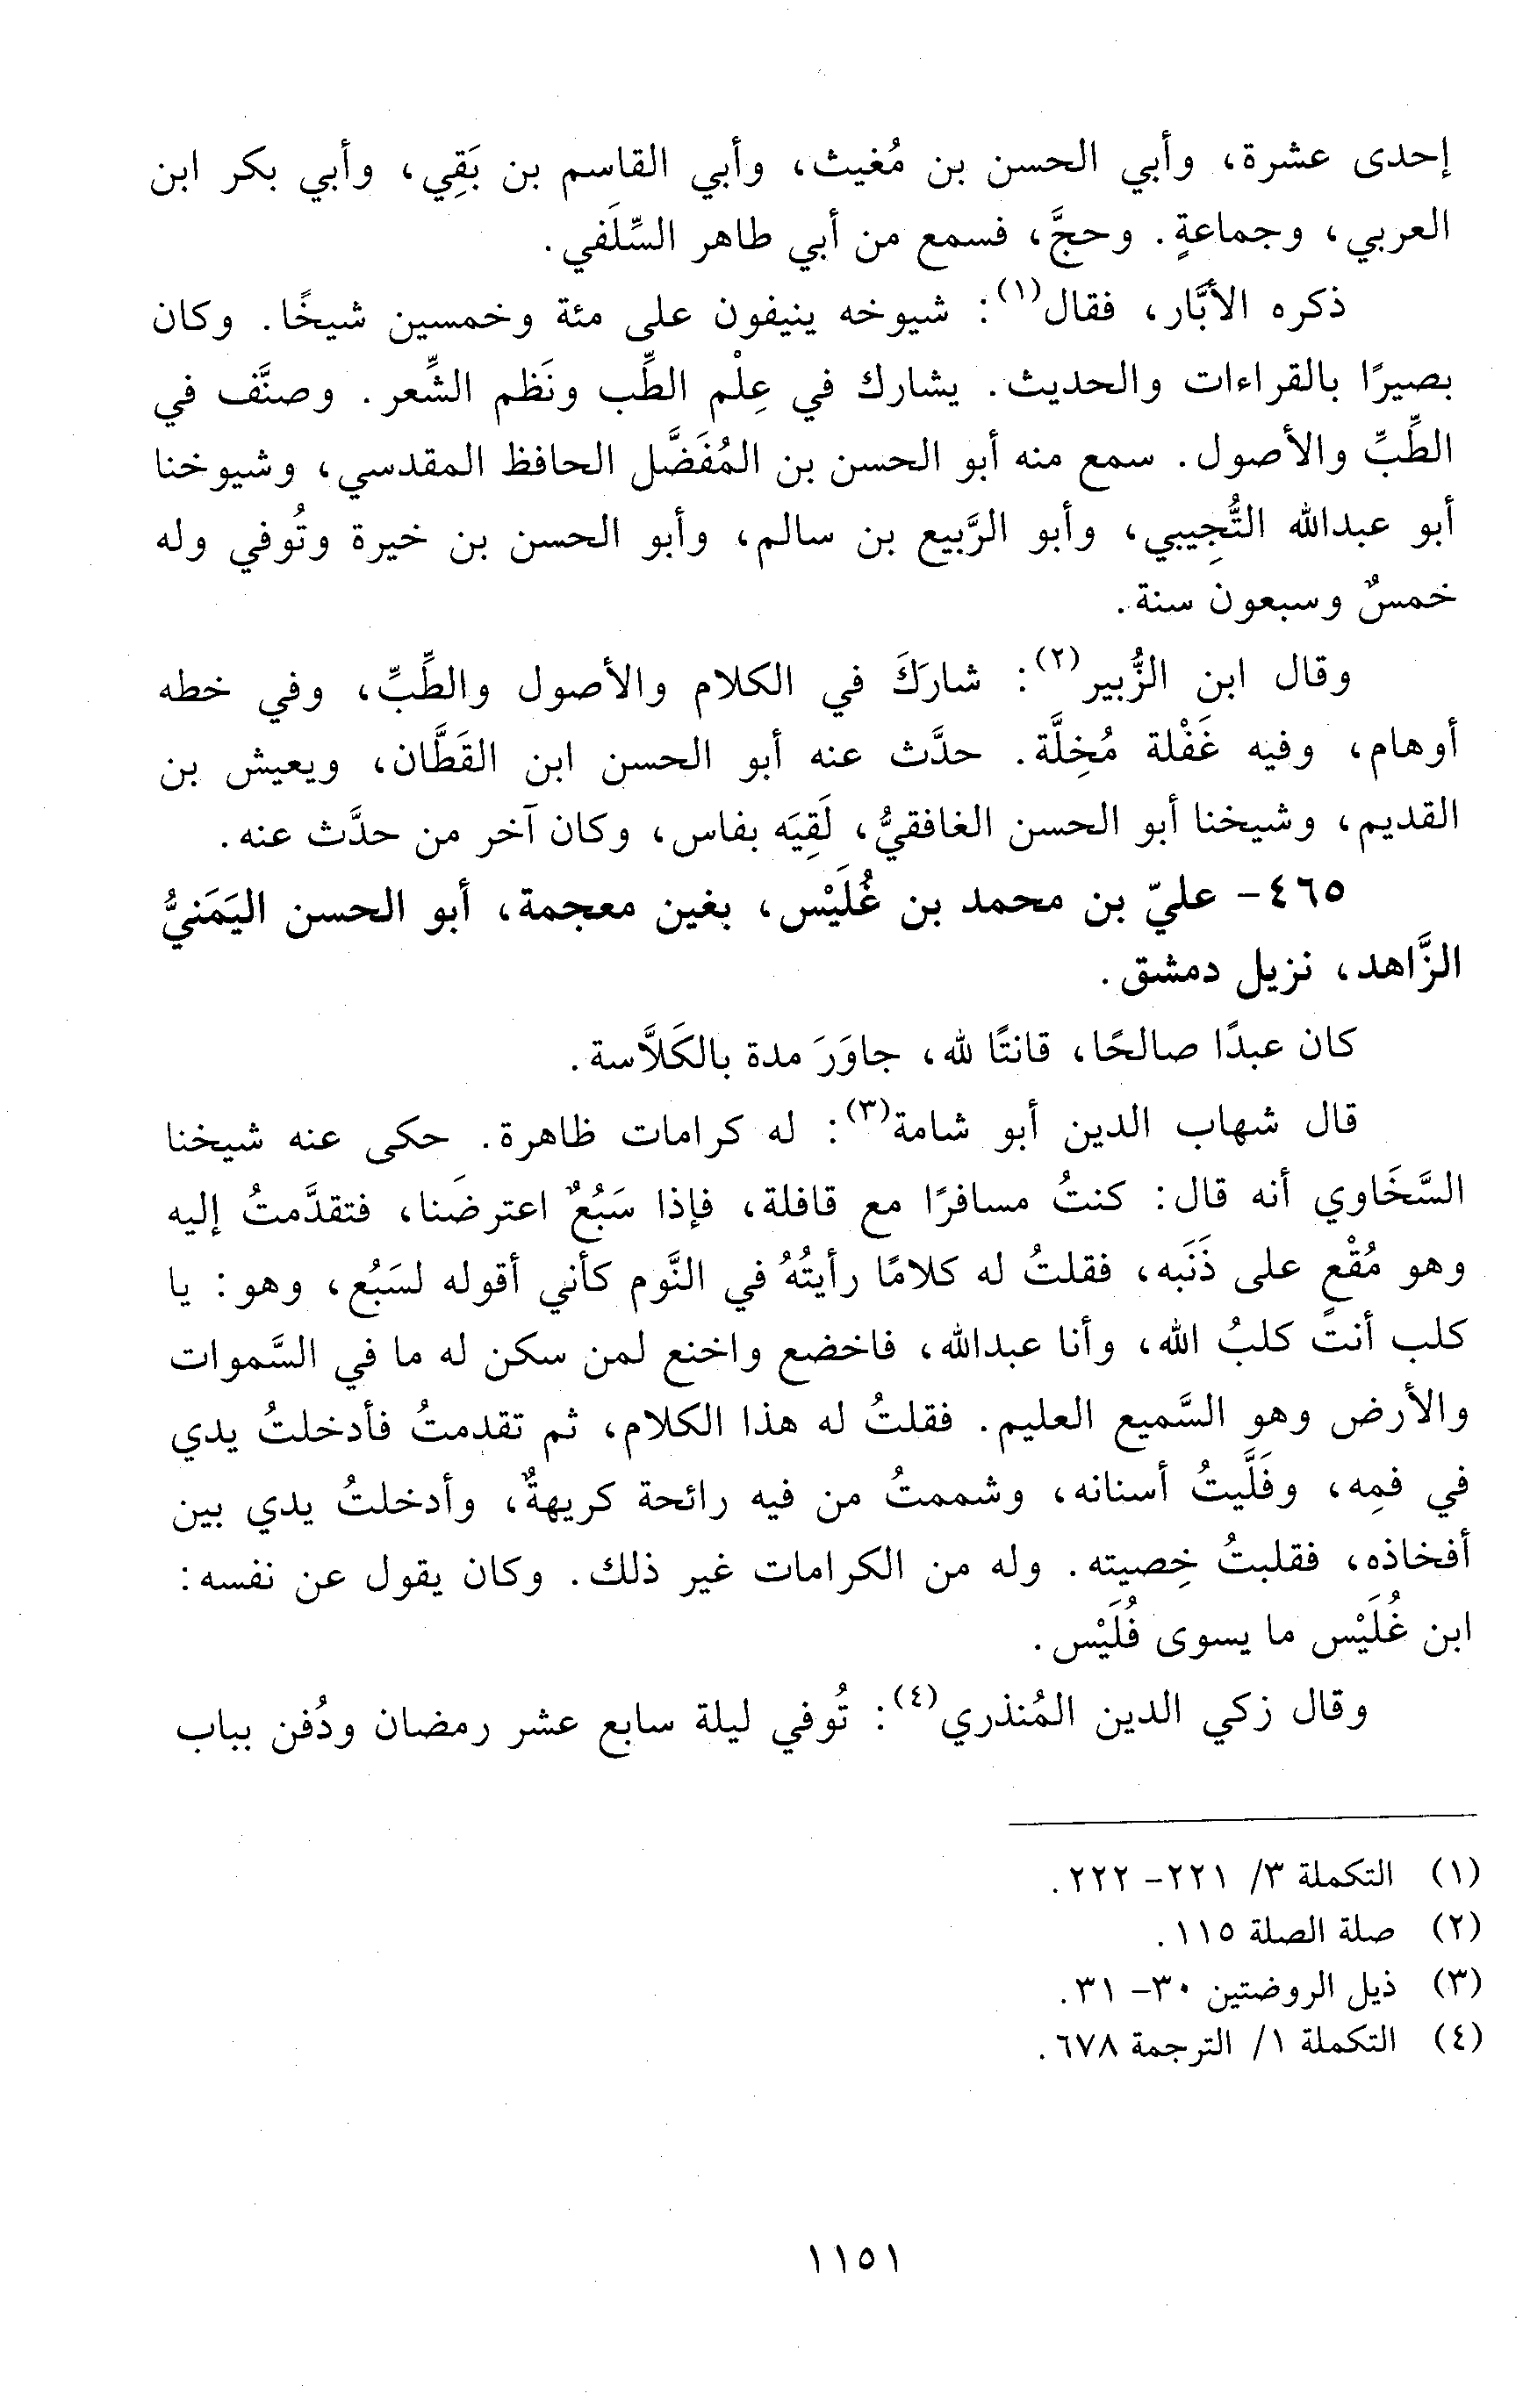 إحدى عشرة، وأبي الحسن بن مُغيث، وأبي القاسم بن بَقِي، وأبي بكر ابن
العربي، وجماعةٍ. وحجَّ، فسمع من أبي طاهر السِّلَفي.
ذكره الأبَّار، فقال(١): شيوخه ينيفون على مئة وخمسين شيخًا. وكان
بصيرًا بالقراءات والحديث. يشارك في عِلْم الطِّب ونَظم الشِّعر. وصنَّف في
الطِّبِّ والأصول. سمع منه أبو الحسن بن المُفَضَّل الحافظ المقدسي، وشيوخنا
أبو عبدالله التُّجِيبي، وأبو الرَّبيع بن سالم، وأبو الحسن بن خيرة وتُوفي وله
خمسٌ وسبعون سنة.
وقال ابن الزُّبير(٢): شارَكَ في الكلام والأصول والطِّبِّ، وفي خطه
أوهام، وفيه غَفْلة مُخِلَّة. حدَّث عنه أبو الحسن ابن القَطَّان، ويعيش بن
القديم، وشيخنا أبو الحسن الغافقيُّ، لَقِيَه بفاس، وكان آخر من حدَّث عنه.
٤٦٥- عليّ بن محمد بن غُلَيْس، بغين معجمة، أبو الحسن اليَمَنيُّ
الزَّاهد، نزيل دمشق.
كان عبدًا صالحًا، قانتًا لله، جاوَرَ مدة بالكَلاَّسة.
قال شهاب الدين أبو شامة(٣): له كرامات ظاهرة. حكى عنه شيخنا
السَّخَاوي أنه قال: كنتُ مسافرًا مع قافلة، فإذا سَبُعٌ اعترضَنا، فتقدَّمتُ إليه
وهو مُقْعٍ على ذَنَبه، فقلتُ له كلامًا رأيتُهُ في النَّوم كأني أقوله لسَبُع، وهو: يا
كلب أنتَ كلبُ الله، وأنا عبدالله، فاخضع واخنع لمن سكن له ما في السَّموات
والأرض وهو السَّميع العليم. فقلتُ له هذا الكلام، ثم تقدمتُ فأدخلتُ يدي
في فمِه، وفَلَّيتُ أسنانه، وشممتُ من فيه رائحة كريهةٌ، وأدخلتُ يدي بين
أفخاذه، فقلبتُ خِصيته. وله من الكرامات غير ذلك. وكان يقول عن نفسه:
ابن غُلَيْس ما يسوى فُلَيْس.
وقال زكي الدين المُنذري(٤): تُوفي ليلة سابع عشر رمضان ودُفن بباب
(١) التكملة ٣/ ٢٢١- ٢٢٢.
(٢) صلة الصلة ١١٥.
(٣) ذيل الروضتين ٣٠- ٣١.
(٤) التكملة ١/ الترجمة ٦٧٨.
١١٥١